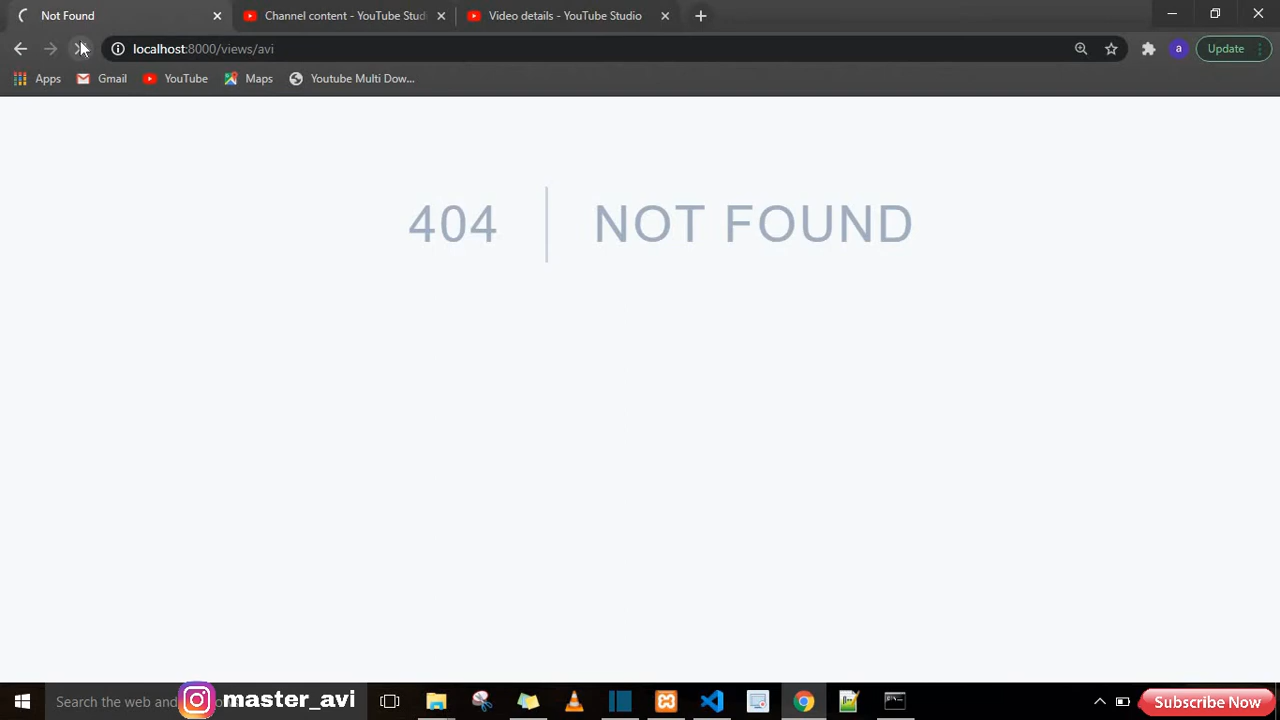 Not Found
Channel content - YouTube Stud
Video details - YouTube Studio
localhost:8000/views/avi
a
Update
Apps
Gmail
YouTube
Maps
Youtube Multi Dow...
404
NOT FOUND
Search the web and
master_avi
Subscribe Now